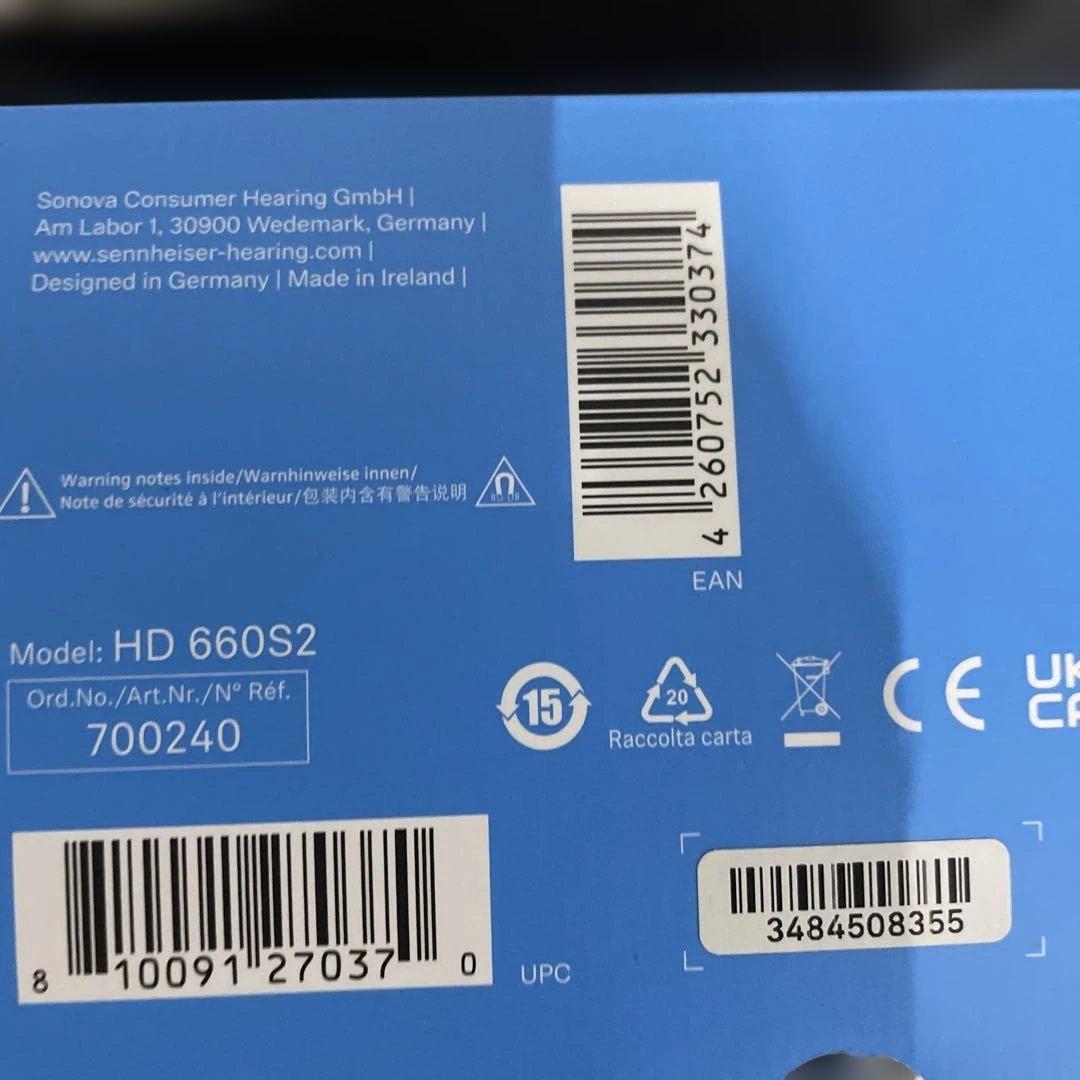 Sonova Consumer Hearing GmbH |
Am Labor 1, 30900 Wedemark, Germany |
www.sennheiser-hearing.com |
Designed in Germany | Made in Ireland |
4 260752 330374
EAN
Warning notes inside/Warnhinweise innen/
Note de sécurité à l'intérieur/包装内含有警告说明
Model: HD 660S2
Ord.No./Art.Nr./N° Réf.
700240
15
20
Raccolta carta
CE
UK
CA
8 10091 27037 0
UPC
3484508355